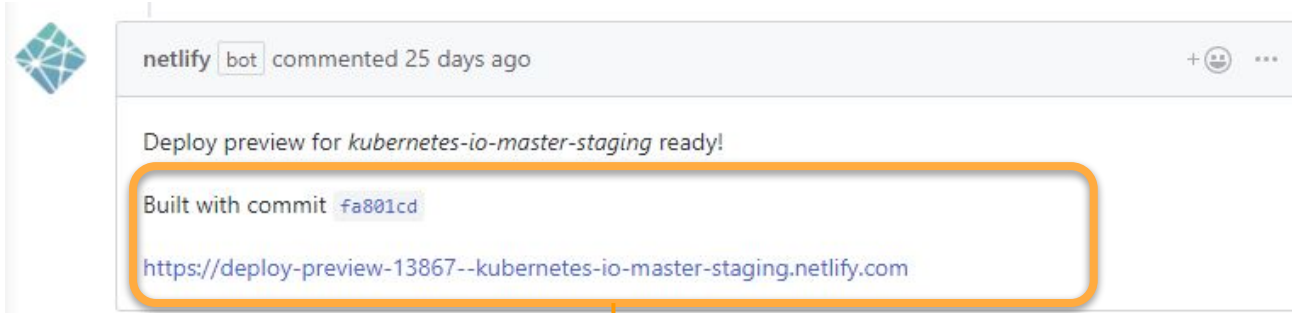 netlify bot commented 25 days ago
Deploy preview for kubernetes-io-master-staging ready!
Built with commit fa801cd
https://deploy-preview-13867--kubernetes-io-master-staging.netlify.com